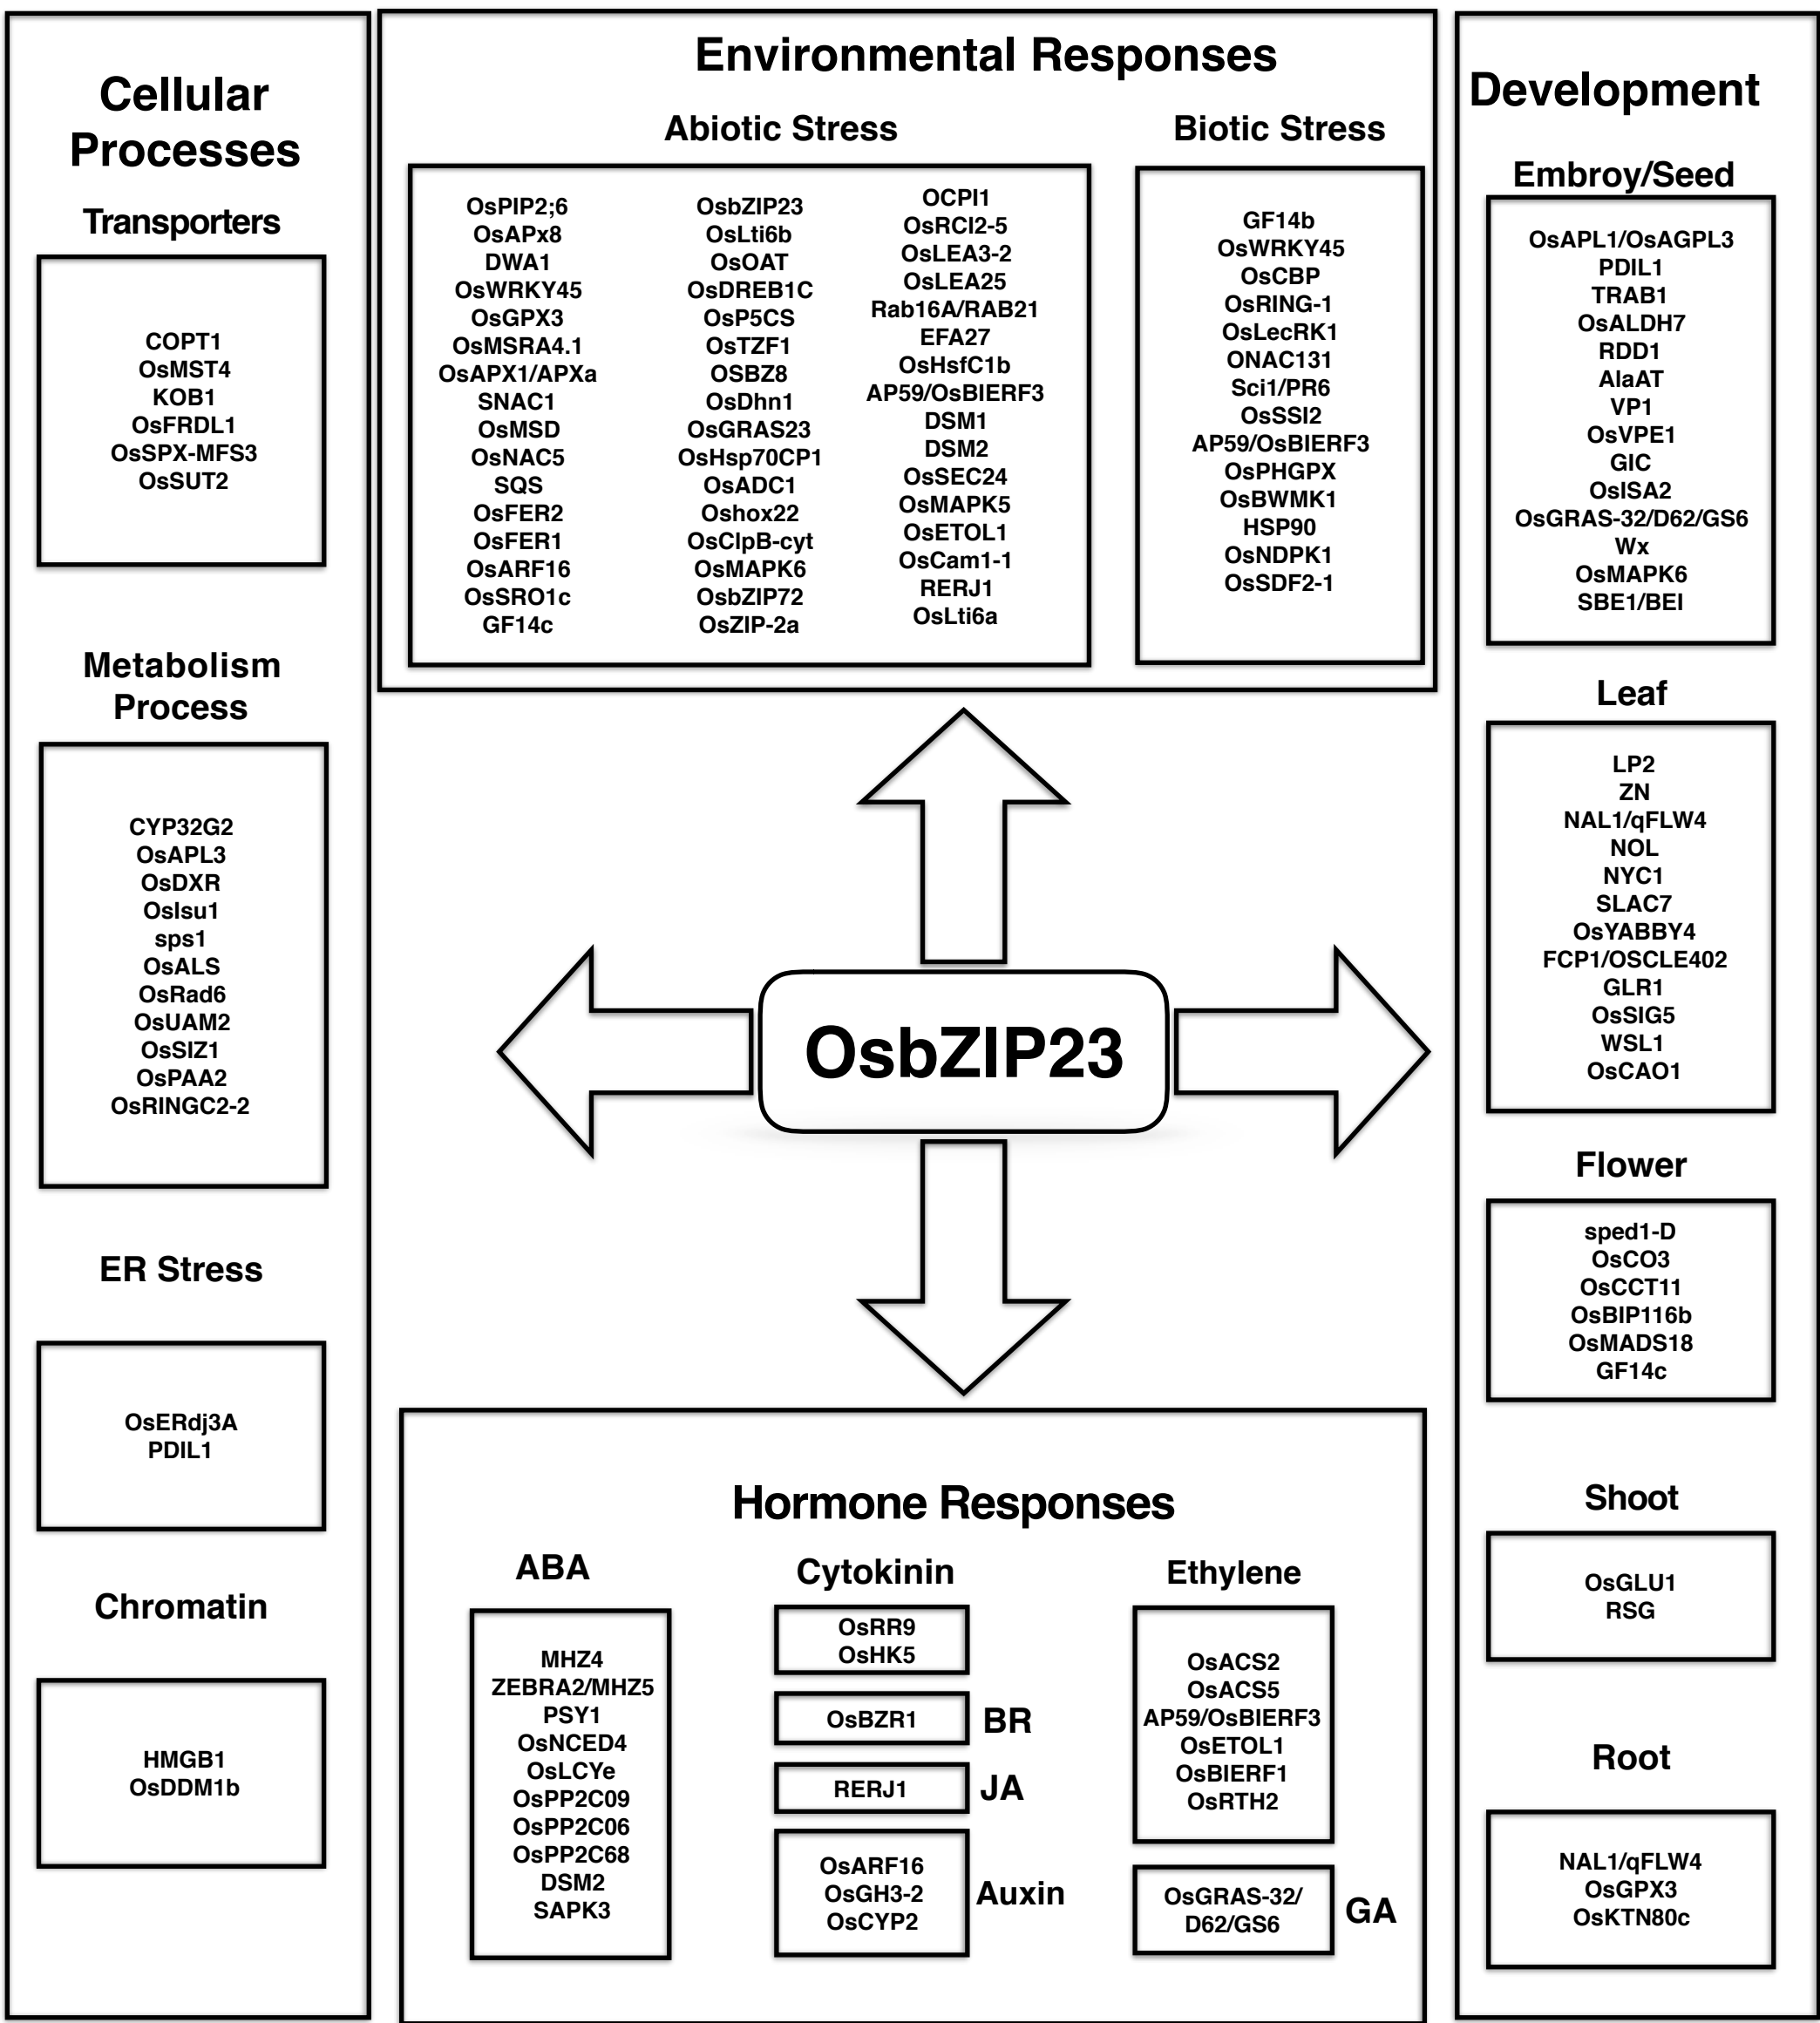 Cellular
Processes
Transporters
COPT1
OsMST4
KOB1
OsFRDL1
OsSPX-MFS3
OsSUT2
Metabolism
Process
CYP32G2
OsAPL3
OsDXR
OsIsu1
sps1
OsALS
OsRad6
OsUAM2
OsSIZ1
OsPAA2
OsRINGC2-2
ER Stress
OsERdj3A
PDIL1
Chromatin
HMGB1
OsDDM1b
Environmental Responses
Abiotic Stress
OsPIP2;6
OsAPx8
DWA1
OsWRKY45
OsGPX3
OsMSRA4.1
OsAPX1/APXa
SNAC1
OsMSD
OsNAC5
SQS
OsFER2
OsFER1
OsARF16
OsSRO1c
GF14c
OsbZIP23
OsLti6b
OsOAT
OsDREB1C
OsP5CS
OsTZF1
OSBZ8
OsDhn1
OsGRAS23
OsHsp70CP1
OsADC1
Oshox22
OsClpB-cyt
OsMAPK6
OsbZIP72
OsZIP-2a
OCPI1
OsRCI2-5
OsLEA3-2
OsLEA25
Rab16A/RAB21
EFA27
OsHsfC1b
AP59/OsBIERF3
DSM1
DSM2
OsSEC24
OsMAPK5
OsETOL1
OsCam1-1
RERJ1
OsLti6a
Biotic Stress
GF14b
OsWRKY45
OsCBP
OsRING-1
OsLecRK1
ONAC131
Sci1/PR6
OsSSI2
AP59/OsBIERF3
OsPHGPX
OsBWMK1
HSP90
OsNDPK1
OsSDF2-1
OsbZIP23
Hormone Responses
ABA
MHZ4
ZEBRA2/MHZ5
PSY1
OsNCED4
OsLCYe
OsPP2C09
OsPP2C06
OsPP2C68
DSM2
SAPK3
Cytokinin
OsRR9
OsHK5
OsBZR1
BR
RERJ1
JA
OsARF16
OsGH3-2
OsCYP2
Auxin
Ethylene
OsACS2
OsACS5
AP59/OsBIERF3
OsETOL1
OsBIERF1
OsRTH2
OsGRAS-32/
D62/GS6
GA
Development
Embroy/Seed
OsAPL1/OsAGPL3
PDIL1
TRAB1
OsALDH7
RDD1
AlaAT
VP1
OsVPE1
GIC
OsISA2
OsGRAS-32/D62/GS6
Wx
OsMAPK6
SBE1/BEI
Leaf
LP2
ZN
NAL1/qFLW4
NOL
NYC1
SLAC7
OsYABBY4
FCP1/OSCLE402
GLR1
OsSIG5
WSL1
OsCAO1
Flower
sped1-D
OsCO3
OsCCT11
OsBIP116b
OsMADS18
GF14c
Shoot
OsGLU1
RSG
Root
NAL1/qFLW4
OsGPX3
OsKTN80c